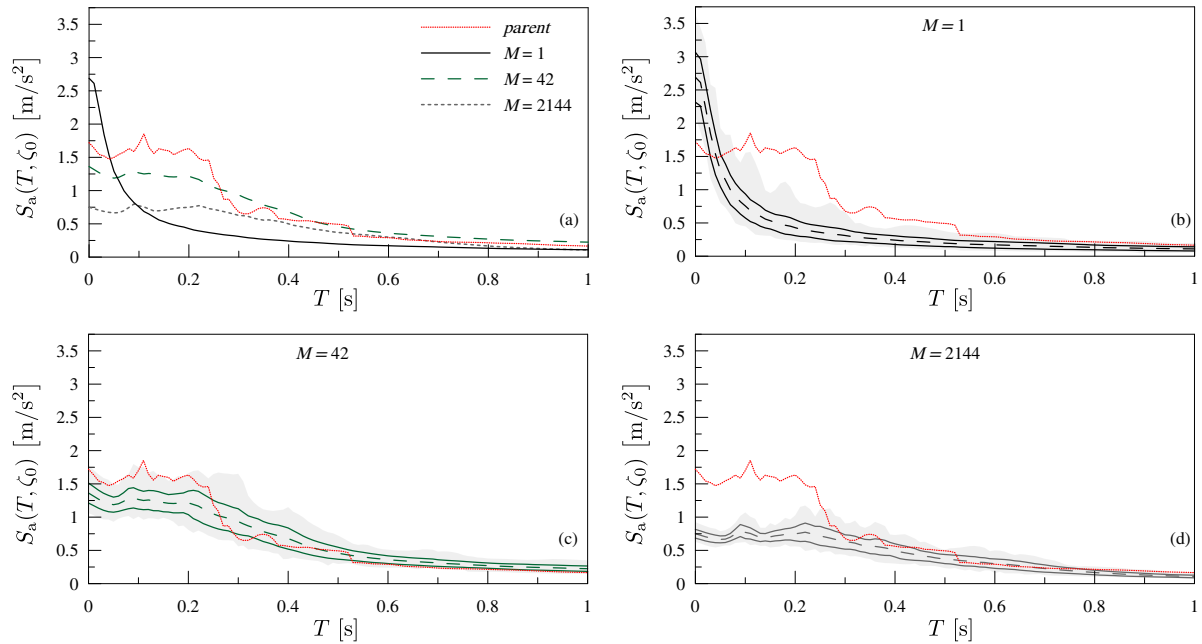 3.5
3
2.5
2
1.5
1
0.5
0
Sa(T, ζ0) [m/s²]
parent
M = 1
M = 42
M = 2144
(a)
0 0.2 0.4 0.6 0.8 1
T [s]
M = 1
3.5
3
2.5
2
1.5
1
0.5
0
Sa(T, ζ0) [m/s²]
(b)
0 0.2 0.4 0.6 0.8 1
T [s]
M = 42
3.5
3
2.5
2
1.5
1
0.5
0
Sa(T, ζ0) [m/s²]
(c)
0 0.2 0.4 0.6 0.8 1
T [s]
M = 2144
3.5
3
2.5
2
1.5
1
0.5
0
Sa(T, ζ0) [m/s²]
(d)
0 0.2 0.4 0.6 0.8 1
T [s]